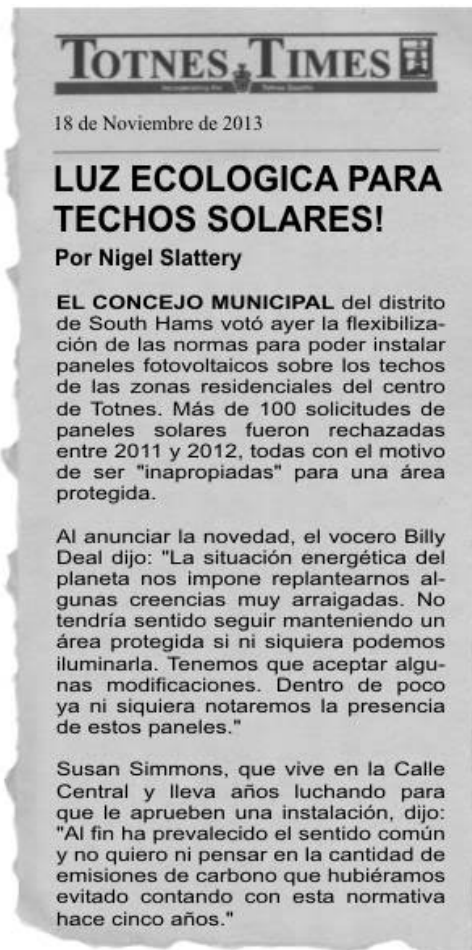 TOTNES TIMES
18 de Noviembre de 2013
LUZ ECOLOGICA PARA
TECHOS SOLARES!
Por Nigel Slattery
EL CONCEJO MUNICIPAL del distrito
de South Hams votó ayer la flexibiliza-
ción de las normas para poder instalar
paneles fotovoltaicos sobre los techos
de las zonas residenciales del centro
de Totnes. Más de 100 solicitudes de
paneles solares fueron rechazadas
entre 2011 y 2012, todas con el motivo
de ser "inapropiadas" para una área
protegida.
Al anunciar la novedad, el vocero Billy
Deal dijo: "La situación energética del
planeta nos impone replantearnos al-
gunas creencias muy arraigadas. No
tendría sentido seguir manteniendo un
área protegida si ni siquiera podemos
iluminarla. Tenemos que aceptar algu-
nas modificaciones. Dentro de poco
ya ni siquiera notaremos la presencia
de estos paneles."
Susan Simmons, que vive en la Calle
Central y lleva años luchando para
que le aprueben una instalación, dijo:
"Al fin ha prevalecido el sentido común
y no quiero ni pensar en la cantidad de
emisiones de carbono que hubiéramos
evitado contando con esta normativa
hace cinco años."